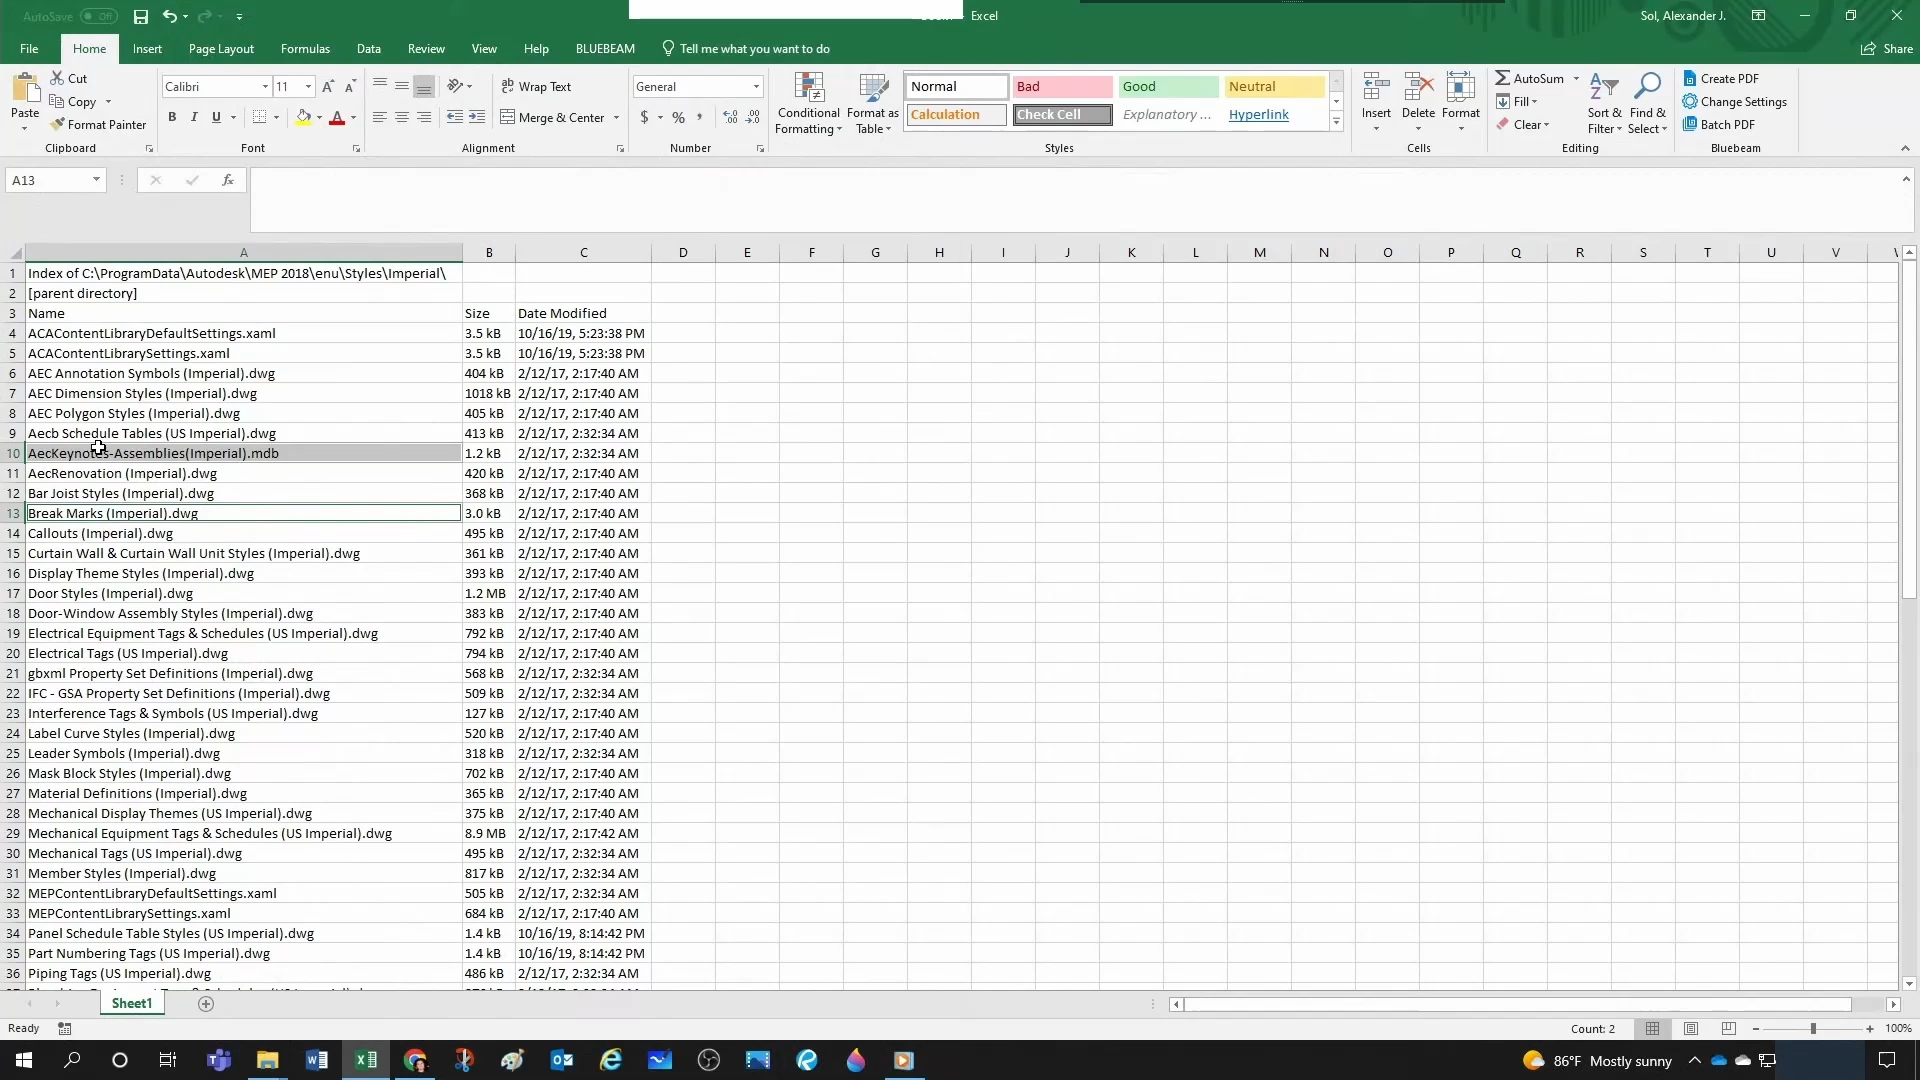 AutoSave Off
Excel
Sol, Alexander J.
File Home Insert Page Layout Formulas Data Review View Help BLUEBEAM Tell me what you want to do
Share
Paste
Cut
Copy
Format Painter
Clipboard
Calibri 11
B I U
Font
Wrap Text
Merge & Center
Alignment
General
$ %
Number
Conditional Formatting
Format as Table
Normal Bad Good Neutral
Calculation Check Cell Explanatory ... Hyperlink
Styles
Insert Delete Format
Cells
AutoSum
Fill
Clear
Sort & Filter
Find & Select
Editing
Create PDF
Change Settings
Batch PDF
Bluebeam
A13
fx
A B C D E F G H I J K L M N O P Q R S T U V
1 Index of C:\ProgramData\Autodesk\MEP 2018\enu\Styles\Imperial\
2 [parent directory]
3 Name Size Date Modified
4 ACAContentLibraryDefaultSettings.xaml 3.5 kB 10/16/19, 5:23:38 PM
5 ACAContentLibrarySettings.xaml 3.5 kB 10/16/19, 5:23:38 PM
6 AEC Annotation Symbols (Imperial).dwg 404 kB 2/12/17, 2:17:40 AM
7 AEC Dimension Styles (Imperial).dwg 1018 kB 2/12/17, 2:17:40 AM
8 AEC Polygon Styles (Imperial).dwg 405 kB 2/12/17, 2:17:40 AM
9 Aecb Schedule Tables (US Imperial).dwg 413 kB 2/12/17, 2:32:34 AM
10 AecKeynotes-Assemblies(Imperial).mdb 1.2 kB 2/12/17, 2:32:34 AM
11 AecRenovation (Imperial).dwg 420 kB 2/12/17, 2:17:40 AM
12 Bar Joist Styles (Imperial).dwg 368 kB 2/12/17, 2:17:40 AM
13 Break Marks (Imperial).dwg 3.0 kB 2/12/17, 2:17:40 AM
14 Callouts (Imperial).dwg 495 kB 2/12/17, 2:17:40 AM
15 Curtain Wall & Curtain Wall Unit Styles (Imperial).dwg 361 kB 2/12/17, 2:17:40 AM
16 Display Theme Styles (Imperial).dwg 393 kB 2/12/17, 2:17:40 AM
17 Door Styles (Imperial).dwg 1.2 MB 2/12/17, 2:17:40 AM
18 Door-Window Assembly Styles (Imperial).dwg 383 kB 2/12/17, 2:17:40 AM
19 Electrical Equipment Tags & Schedules (US Imperial).dwg 792 kB 2/12/17, 2:17:40 AM
20 Electrical Tags (US Imperial).dwg 794 kB 2/12/17, 2:17:40 AM
21 gbxml Property Set Definitions (Imperial).dwg 568 kB 2/12/17, 2:32:34 AM
22 IFC - GSA Property Set Definitions (Imperial).dwg 509 kB 2/12/17, 2:32:34 AM
23 Interference Tags & Symbols (US Imperial).dwg 127 kB 2/12/17, 2:17:40 AM
24 Label Curve Styles (Imperial).dwg 520 kB 2/12/17, 2:17:40 AM
25 Leader Symbols (Imperial).dwg 318 kB 2/12/17, 2:32:34 AM
26 Mask Block Styles (Imperial).dwg 702 kB 2/12/17, 2:17:40 AM
27 Material Definitions (Imperial).dwg 365 kB 2/12/17, 2:17:40 AM
28 Mechanical Display Themes (US Imperial).dwg 375 kB 2/12/17, 2:17:40 AM
29 Mechanical Equipment Tags & Schedules (US Imperial).dwg 8.9 MB 2/12/17, 2:17:42 AM
30 Mechanical Tags (US Imperial).dwg 495 kB 2/12/17, 2:32:34 AM
31 Member Styles (Imperial).dwg 817 kB 2/12/17, 2:32:34 AM
32 MEPContentLibraryDefaultSettings.xaml 505 kB 2/12/17, 2:32:34 AM
33 MEPContentLibrarySettings.xaml 684 kB 2/12/17, 2:17:40 AM
34 Panel Schedule Table Styles (US Imperial).dwg 1.4 kB 10/16/19, 8:14:42 PM
35 Part Numbering Tags (US Imperial).dwg 1.4 kB 10/16/19, 8:14:42 PM
36 Piping Tags (US Imperial).dwg 486 kB 2/12/17, 2:32:34 AM
Sheet1
Ready Count: 2 100%
86°F Mostly sunny